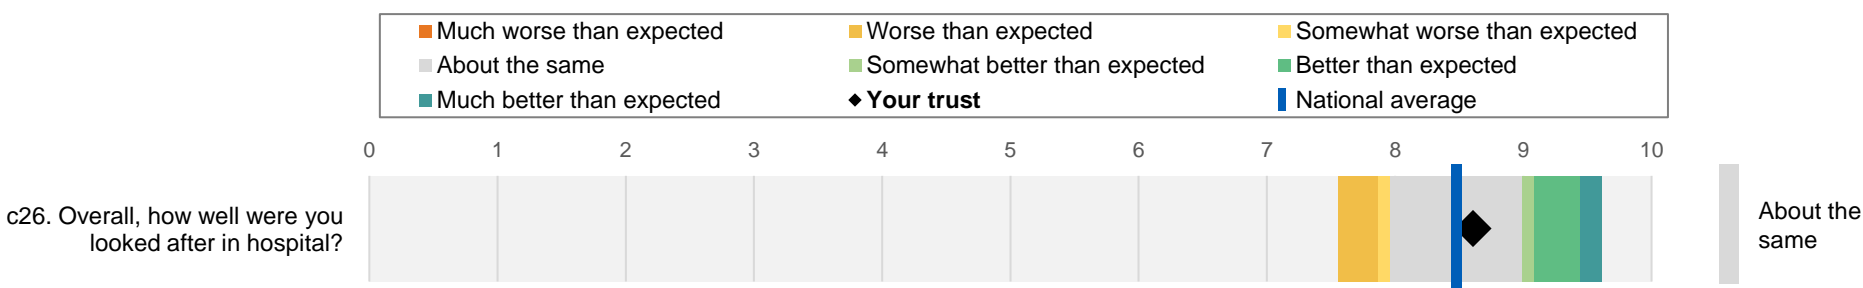 Much worse than expected
Worse than expected
Somewhat worse than expected
About the same
Somewhat better than expected
Better than expected
Much better than expected
Your trust
National average
0 1 2 3 4 5 6 7 8 9 10
c26. Overall, how well were you
looked after in hospital?
About the
same